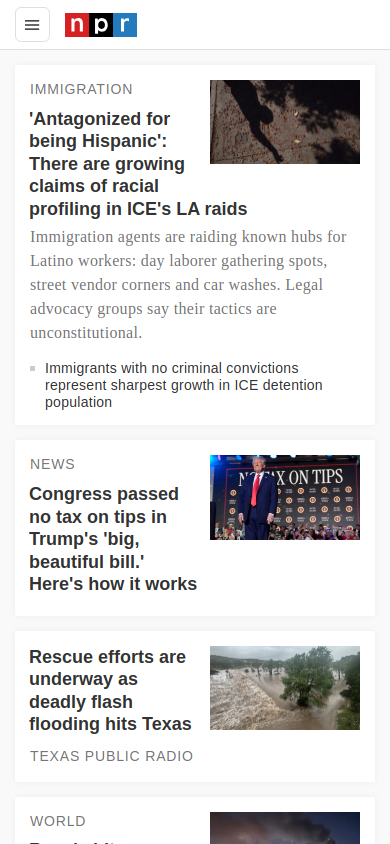 npr
IMMIGRATION
'Antagonized for
being Hispanic':
There are growing
claims of racial
profiling in ICE's LA raids
Immigration agents are raiding known hubs for
Latino workers: day laborer gathering spots,
street vendor corners and car washes. Legal
advocacy groups say their tactics are
unconstitutional.
Immigrants with no criminal convictions
represent sharpest growth in ICE detention
population
NEWS
NO TAX ON TIPS
Congress passed
no tax on tips in
Trump's 'big,
beautiful bill.'
Here's how it works
Rescue efforts are
underway as
deadly flash
flooding hits Texas
TEXAS PUBLIC RADIO
WORLD